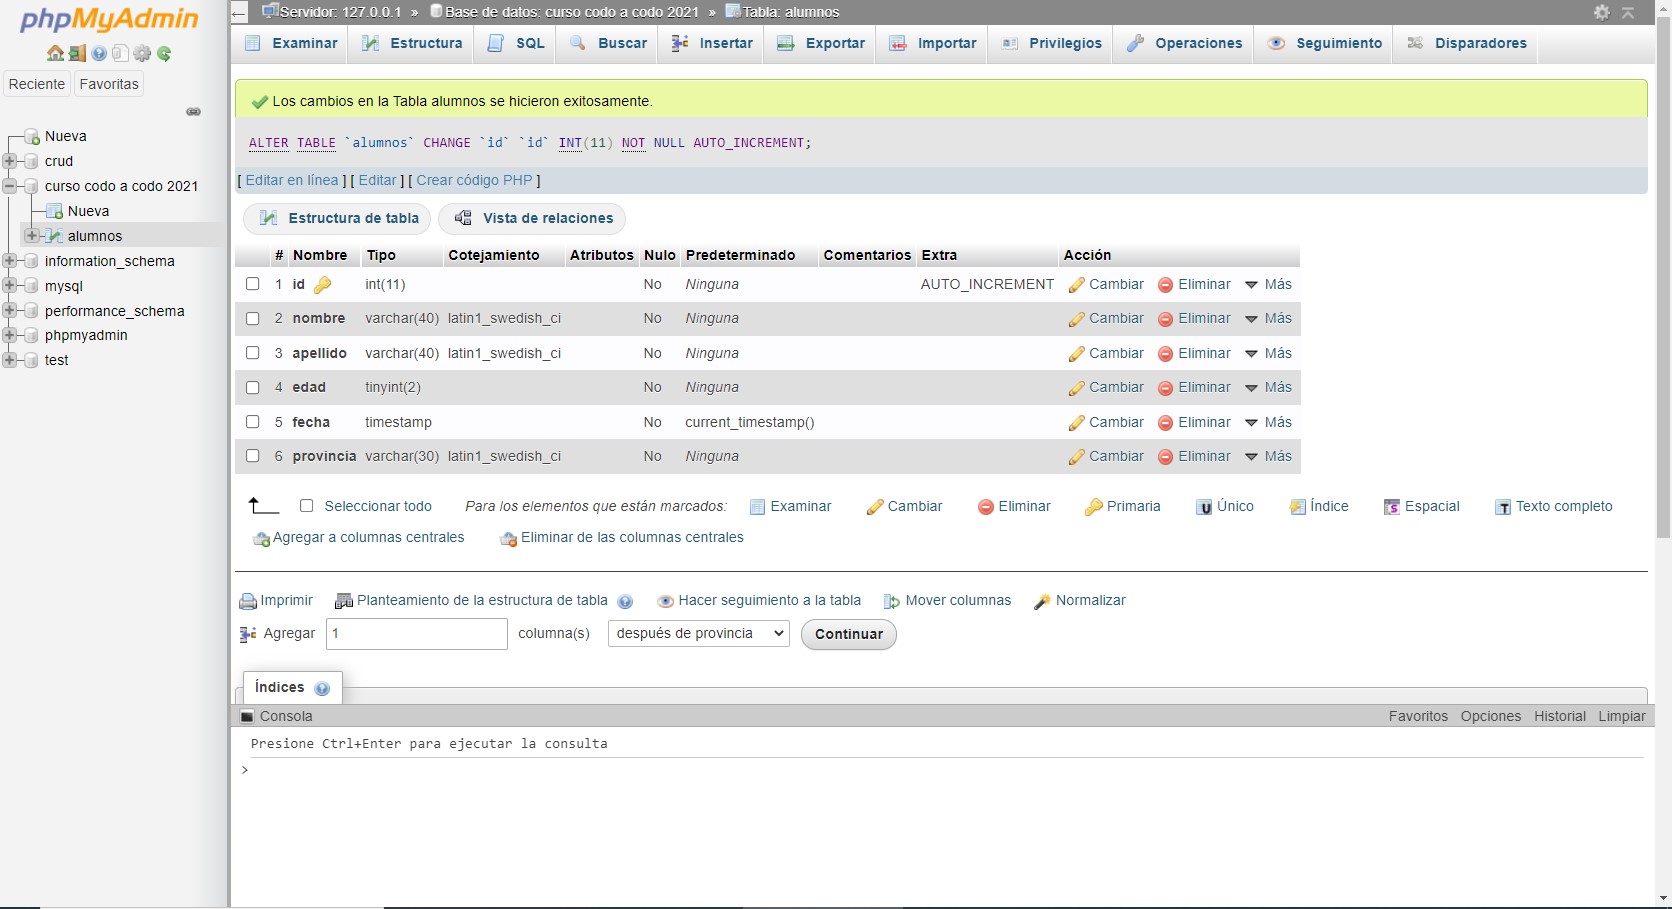 phpMyAdmin
Reciente Favoritas
Nueva
crud
curso codo a codo 2021
Nueva
alumnos
information_schema
mysql
performance_schema
phpmyadmin
test
Servidor: 127.0.0.1 » Base de datos: curso codo a codo 2021 » Tabla: alumnos
Examinar Estructura SQL Buscar Insertar Exportar Importar Privilegios Operaciones Seguimiento Disparadores
Los cambios en la Tabla alumnos se hicieron exitosamente.
ALTER TABLE `alumnos` CHANGE `id` `id` INT(11) NOT NULL AUTO_INCREMENT;
[ Editar en línea ] [ Editar ] [ Crear código PHP ]
Estructura de tabla Vista de relaciones
# Nombre Tipo Cotejamiento Atributos Nulo Predeterminado Comentarios Extra Acción
1 id int(11) No Ninguna AUTO_INCREMENT Cambiar Eliminar Más
2 nombre varchar(40) latin1_swedish_ci No Ninguna Cambiar Eliminar Más
3 apellido varchar(40) latin1_swedish_ci No Ninguna Cambiar Eliminar Más
4 edad tinyint(2) No Ninguna Cambiar Eliminar Más
5 fecha timestamp No current_timestamp() Cambiar Eliminar Más
6 provincia varchar(30) latin1_swedish_ci No Ninguna Cambiar Eliminar Más
Seleccionar todo Para los elementos que están marcados: Examinar Cambiar Eliminar Primaria Único Índice Espacial Texto completo
Agregar a columnas centrales Eliminar de las columnas centrales
Imprimir Planteamiento de la estructura de tabla Hacer seguimiento a la tabla Mover columnas Normalizar
Agregar 1 columna(s) después de provincia Continuar
Índices
Consola Favoritos Opciones Historial Limpiar
Presione Ctrl+Enter para ejecutar la consulta
>